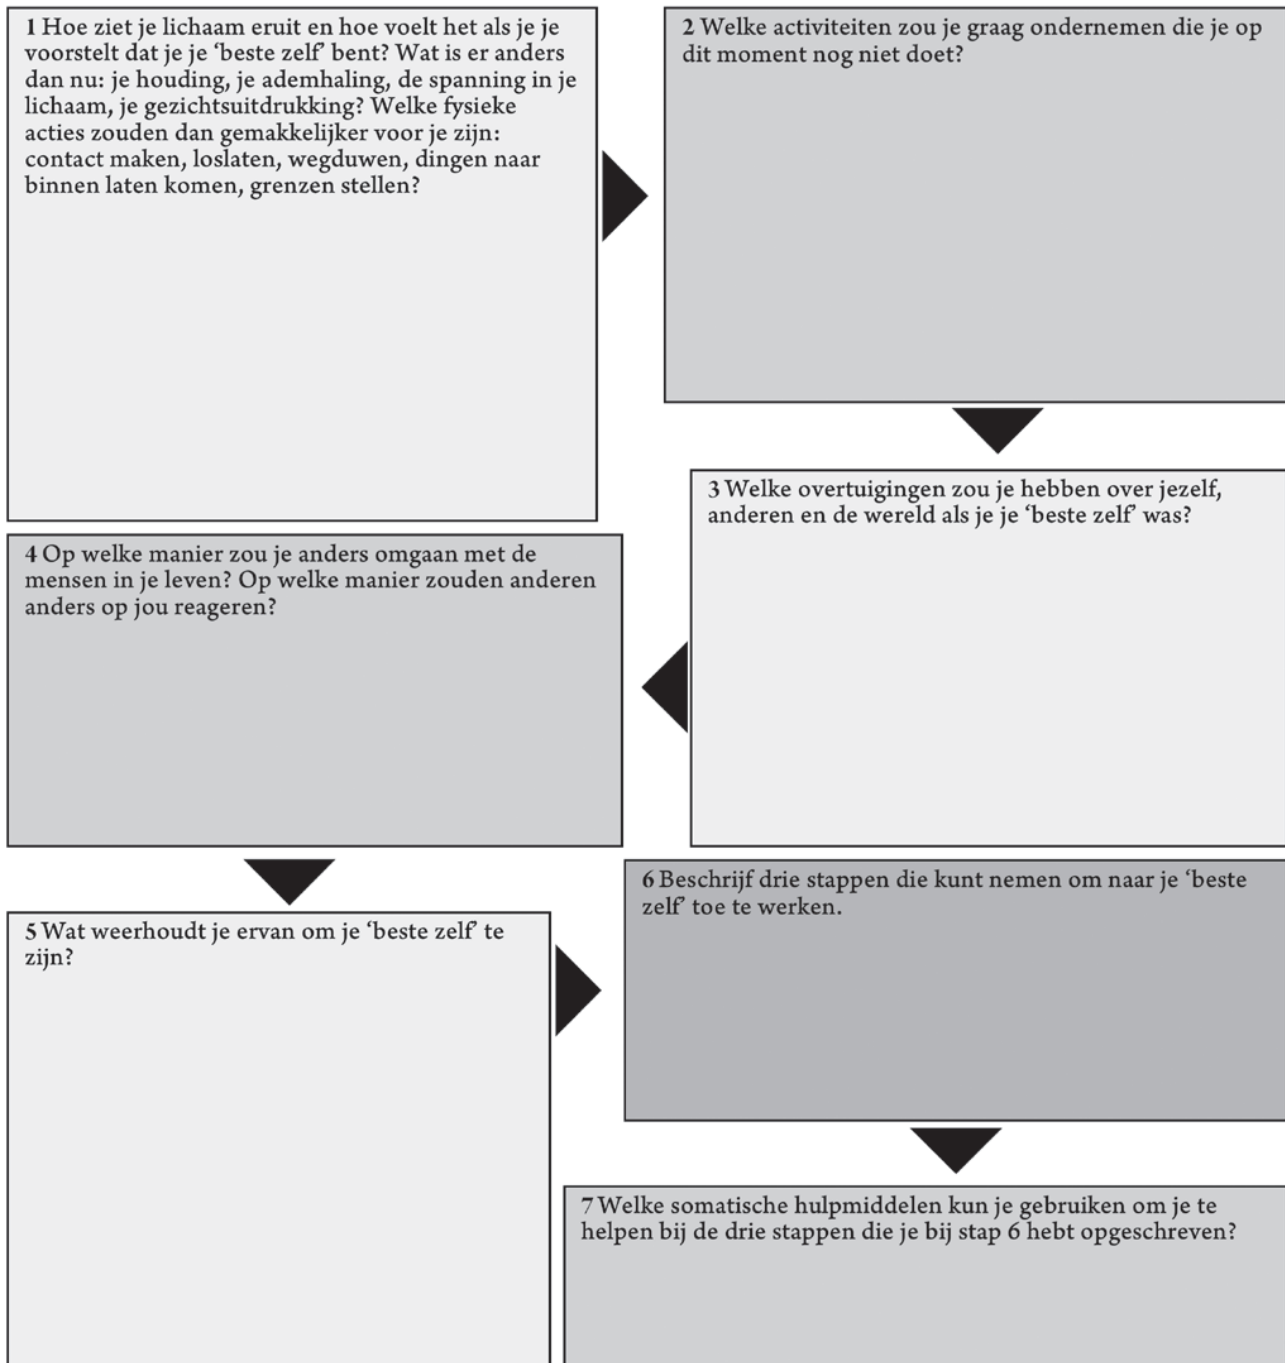 1 Hoe ziet je lichaam eruit en hoe voelt het als je je
voorstelt dat je je ‘beste zelf’ bent? Wat is er anders
dan nu: je houding, je ademhaling, de spanning in je
lichaam, je gezichtsuitdrukking? Welke fysieke
acties zouden dan gemakkelijker voor je zijn:
contact maken, loslaten, wegduwen, dingen naar
binnen laten komen, grenzen stellen?
2 Welke activiteiten zou je graag ondernemen die je op
dit moment nog niet doet?
3 Welke overtuigingen zou je hebben over jezelf,
anderen en de wereld als je je ‘beste zelf’ was?
4 Op welke manier zou je anders omgaan met de
mensen in je leven? Op welke manier zouden anderen
anders op jou reageren?
5 Wat weerhoudt je ervan om je ‘beste zelf’ te
zijn?
6 Beschrijf drie stappen die kunt nemen om naar je ‘beste
zelf’ toe te werken.
7 Welke somatische hulpmiddelen kun je gebruiken om je te
helpen bij de drie stappen die je bij stap 6 hebt opgeschreven?